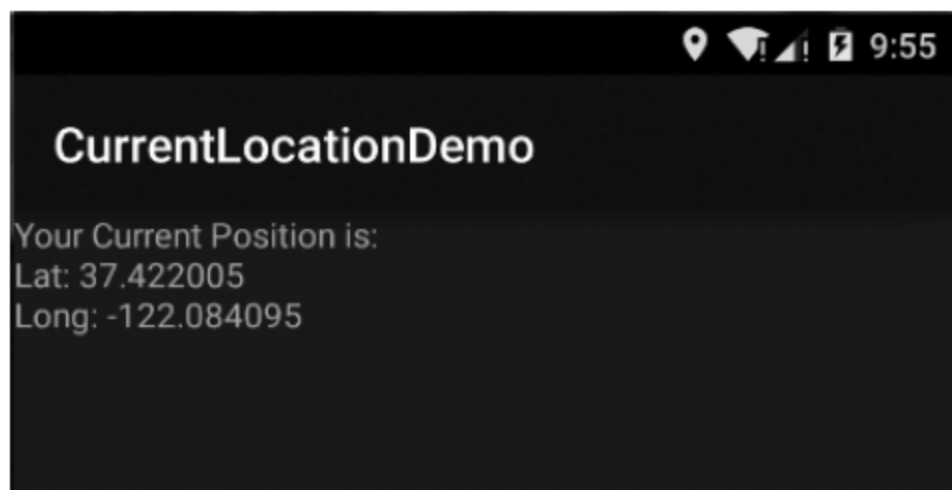 9:55
CurrentLocationDemo
Your Current Position is:
Lat: 37.422005
Long: -122.084095